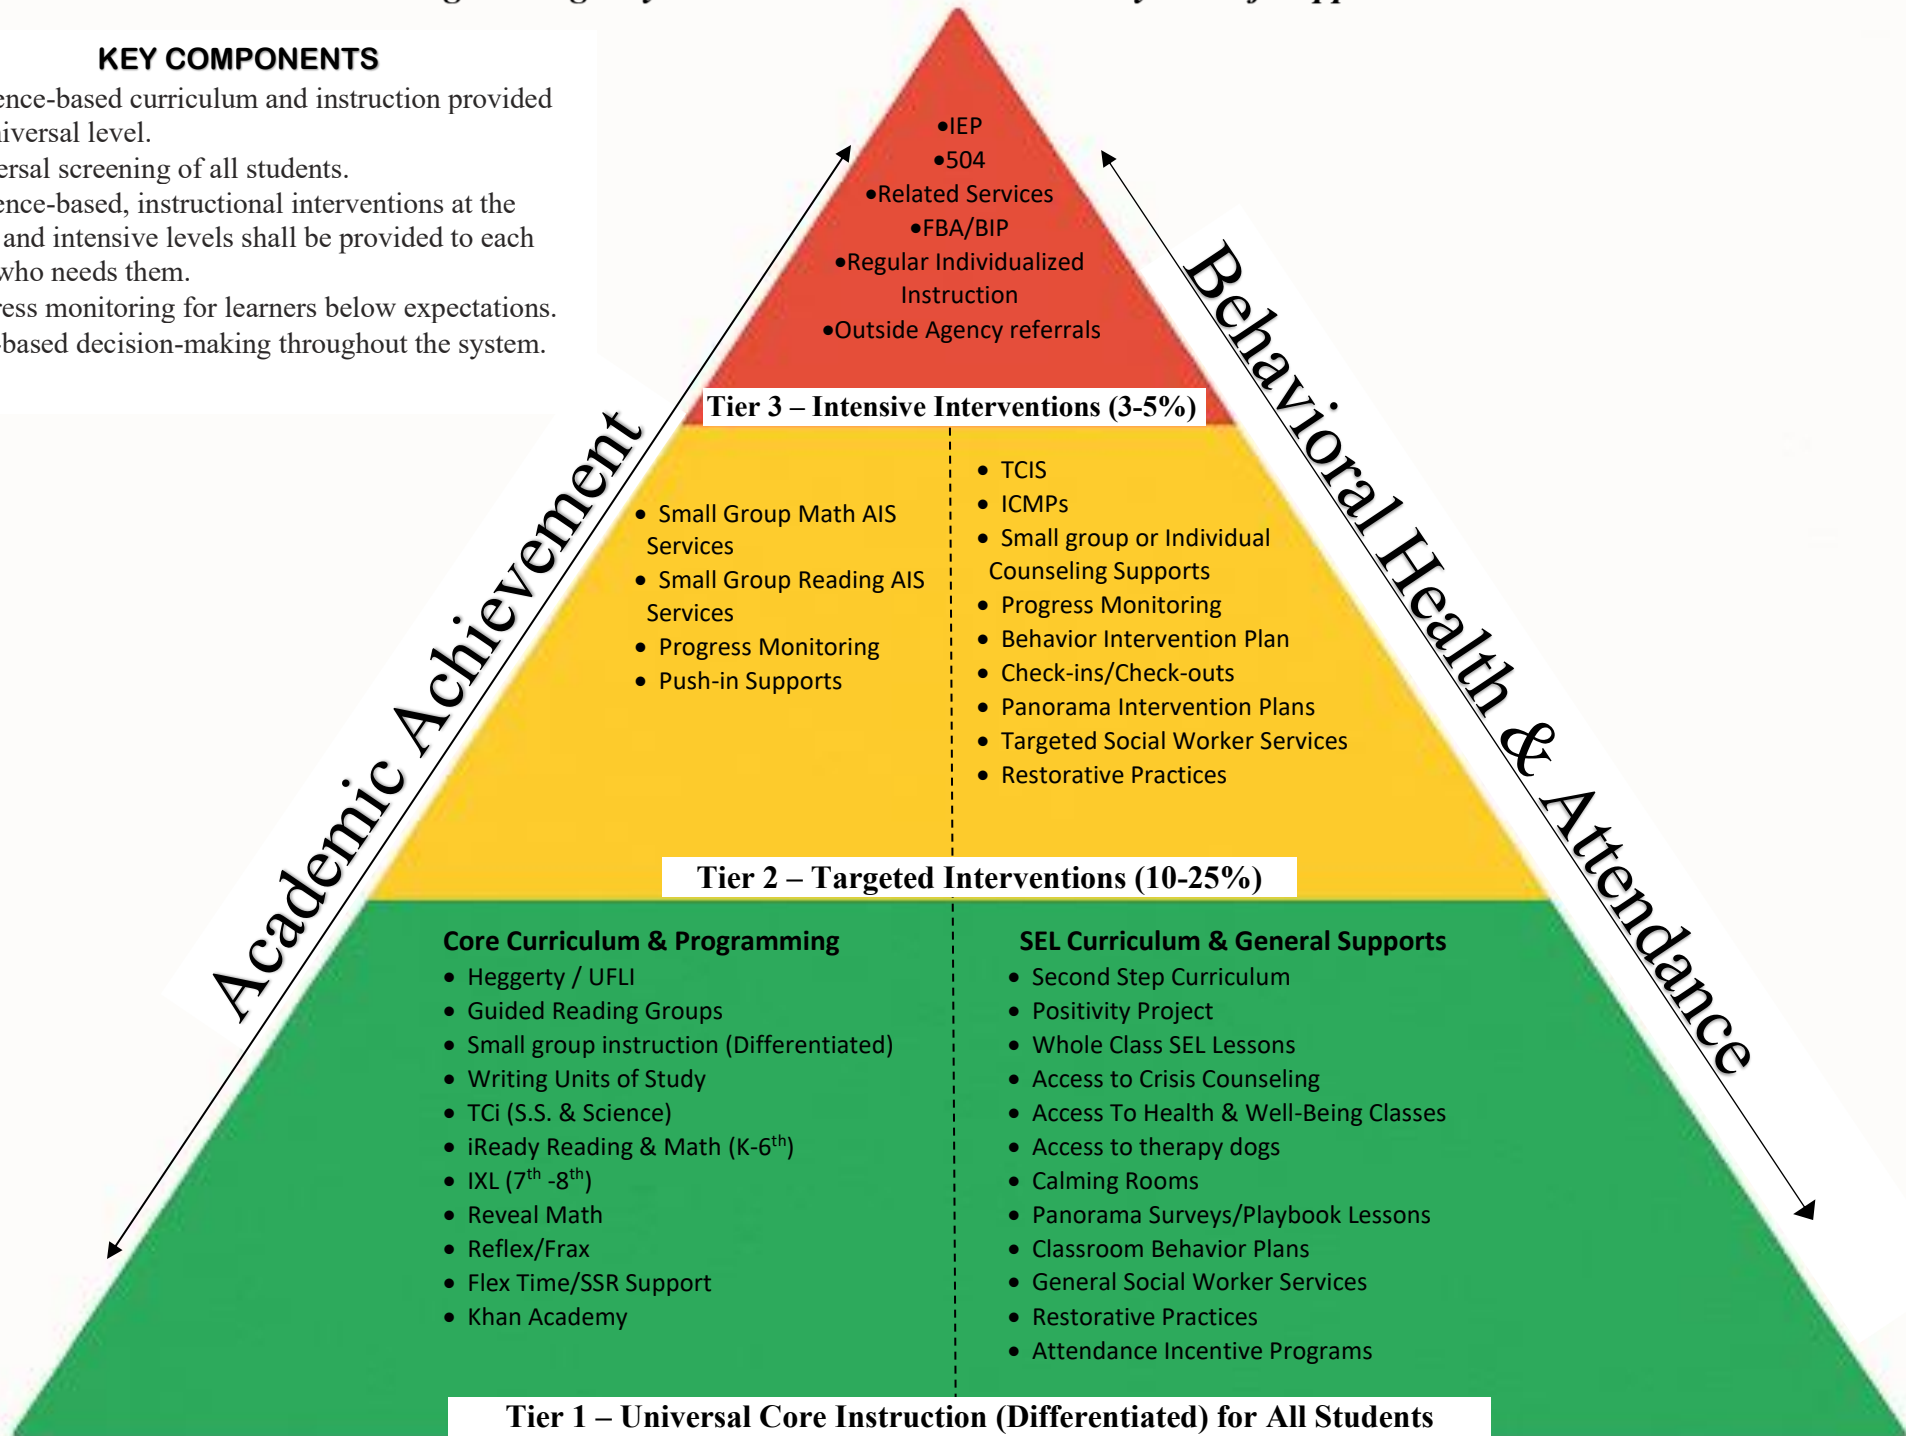 KEY COMPONENTS
curriculum and instruction provided
level.
screening of all students.
instructional interventions at the
and intensive levels shall be provided to each
who needs them.
monitoring for learners below expectations.
decision-making throughout the system.
•IEP
•504
•Related Services
•FBA/BIP
•Regular Individualized
Instruction
•Outside Agency referrals
Tier 3 – Intensive Interventions (3-5%)
Academic Achievement
Behavioral Health & Attendance
• Small Group Math AIS
Services
• Small Group Reading AIS
Services
• Progress Monitoring
• Push-in Supports
• TCIS
• ICMPs
• Small group or Individual
Counseling Supports
• Progress Monitoring
• Behavior Intervention Plan
• Check-ins/Check-outs
• Panorama Intervention Plans
• Targeted Social Worker Services
• Restorative Practices
Tier 2 – Targeted Interventions (10-25%)
Core Curriculum & Programming
• Heggerty / UFLI
• Guided Reading Groups
• Small group instruction (Differentiated)
• Writing Units of Study
• TCi (S.S. & Science)
• iReady Reading & Math (K-6th)
• IXL (7th -8th)
• Reveal Math
• Reflex/Frax
• Flex Time/SSR Support
• Khan Academy
SEL Curriculum & General Supports
• Second Step Curriculum
• Positivity Project
• Whole Class SEL Lessons
• Access to Crisis Counseling
• Access To Health & Well-Being Classes
• Access to therapy dogs
• Calming Rooms
• Panorama Surveys/Playbook Lessons
• Classroom Behavior Plans
• General Social Worker Services
• Restorative Practices
• Attendance Incentive Programs
Tier 1 – Universal Core Instruction (Differentiated) for All Students